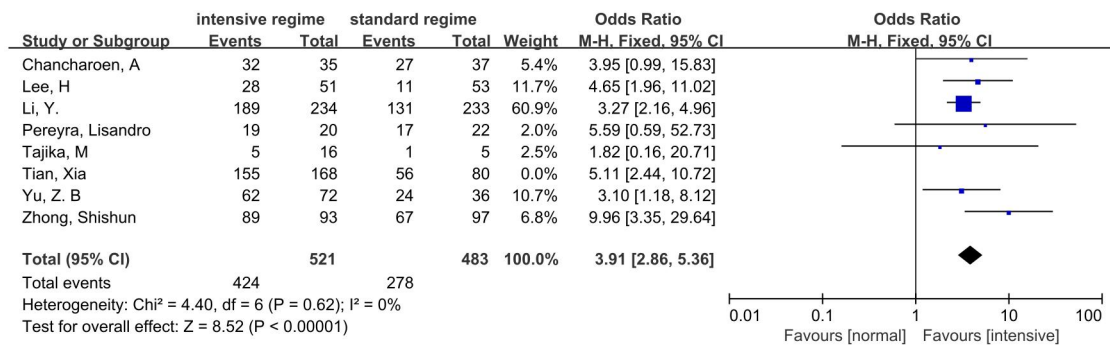 intensive regime standard regime Odds Ratio Odds Ratio
Study or Subgroup Events Total Events Total Weight M-H, Fixed, 95% CI M-H, Fixed, 95% CI
Chancharoen, A 32 35 27 37 5.4% 3.95 [0.99, 15.83]
Lee, H 28 51 11 53 11.7% 4.65 [1.96, 11.02]
Li, Y. 189 234 131 233 60.9% 3.27 [2.16, 4.96]
Pereyra, Lisandro 19 20 17 22 2.0% 5.59 [0.59, 52.73]
Tajika, M 5 16 1 5 2.5% 1.82 [0.16, 20.71]
Tian, Xia 155 168 56 80 0.0% 5.11 [2.44, 10.72]
Yu, Z. B 62 72 24 36 10.7% 3.10 [1.18, 8.12]
Zhong, Shishun 89 93 67 97 6.8% 9.96 [3.35, 29.64]
Total (95% CI) 521 483 100.0% 3.91 [2.86, 5.36]
Total events 424 278
Heterogeneity: Chi² = 4.40, df = 6 (P = 0.62); I² = 0%
Test for overall effect: Z = 8.52 (P < 0.00001)
0.01 0.1 1 10 100
Favours [normal] Favours [intensive]